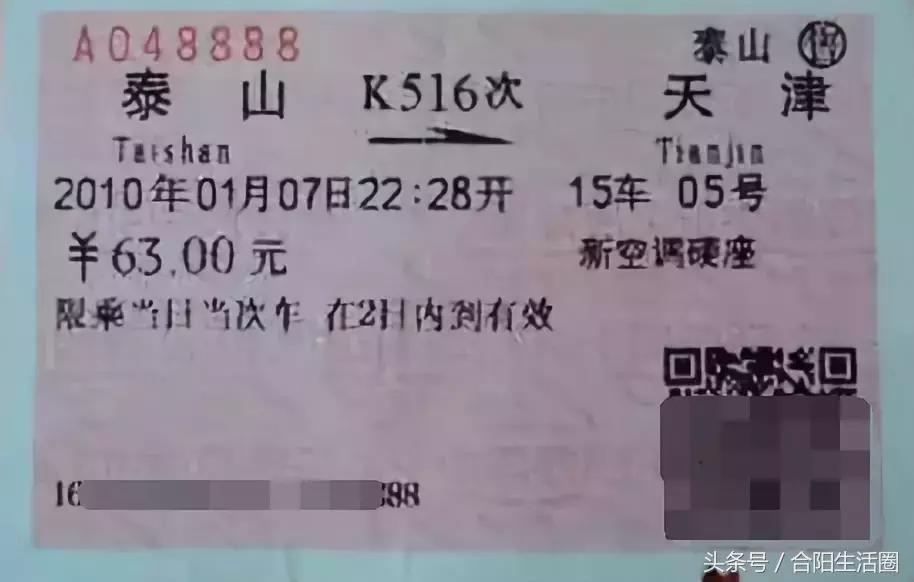 A048888 泰山
泰 山 K516次 天 津
Taishan Tianjin
2010年01月07日22:28开 15车 05号
¥63.00元 新空调硬座
限乘当日当次车 在2日内到有效
16 888
头条号 / 合阳生活圈